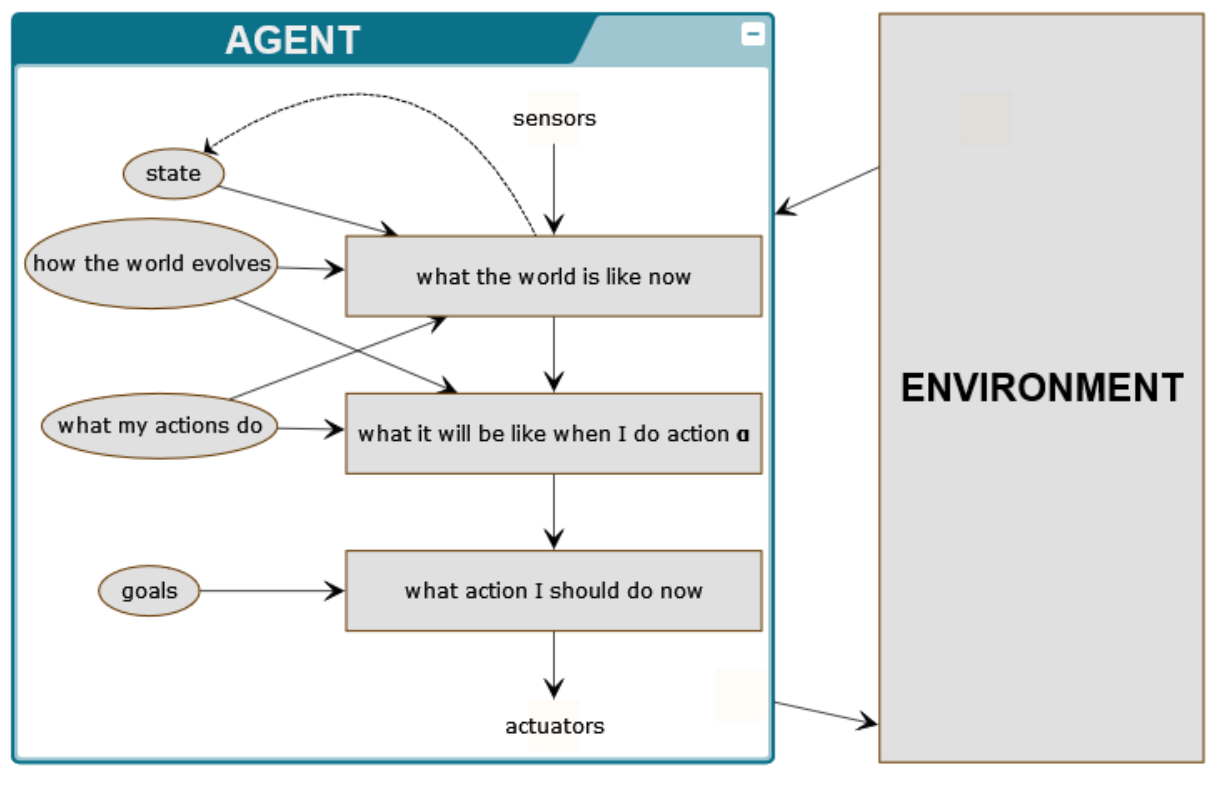 AGENT
sensors
state
how the world evolves
what the world is like now
ENVIRONMENT
what my actions do
what it will be like when I do action ɑ
goals
what action I should do now
actuators